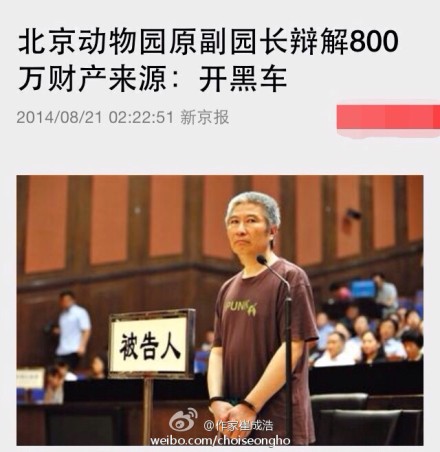 北京动物园原副园长辩解800
万财产来源：开黑车
2014/08/21 02:22:51 新京报
PUNK
被告人
@作家崔成浩
weibo.com/choiseongho